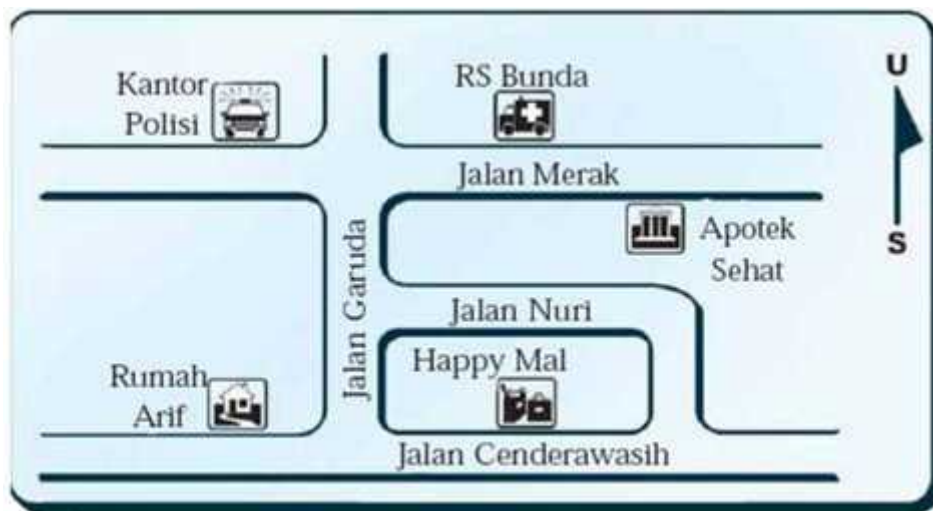 Kantor
Polisi
RS Bunda
U
Jalan Merak
S
Apotek
Sehat
Jalan Garuda
Jalan Nuri
Rumah
Arif
Happy Mal
Jalan Cenderawasih